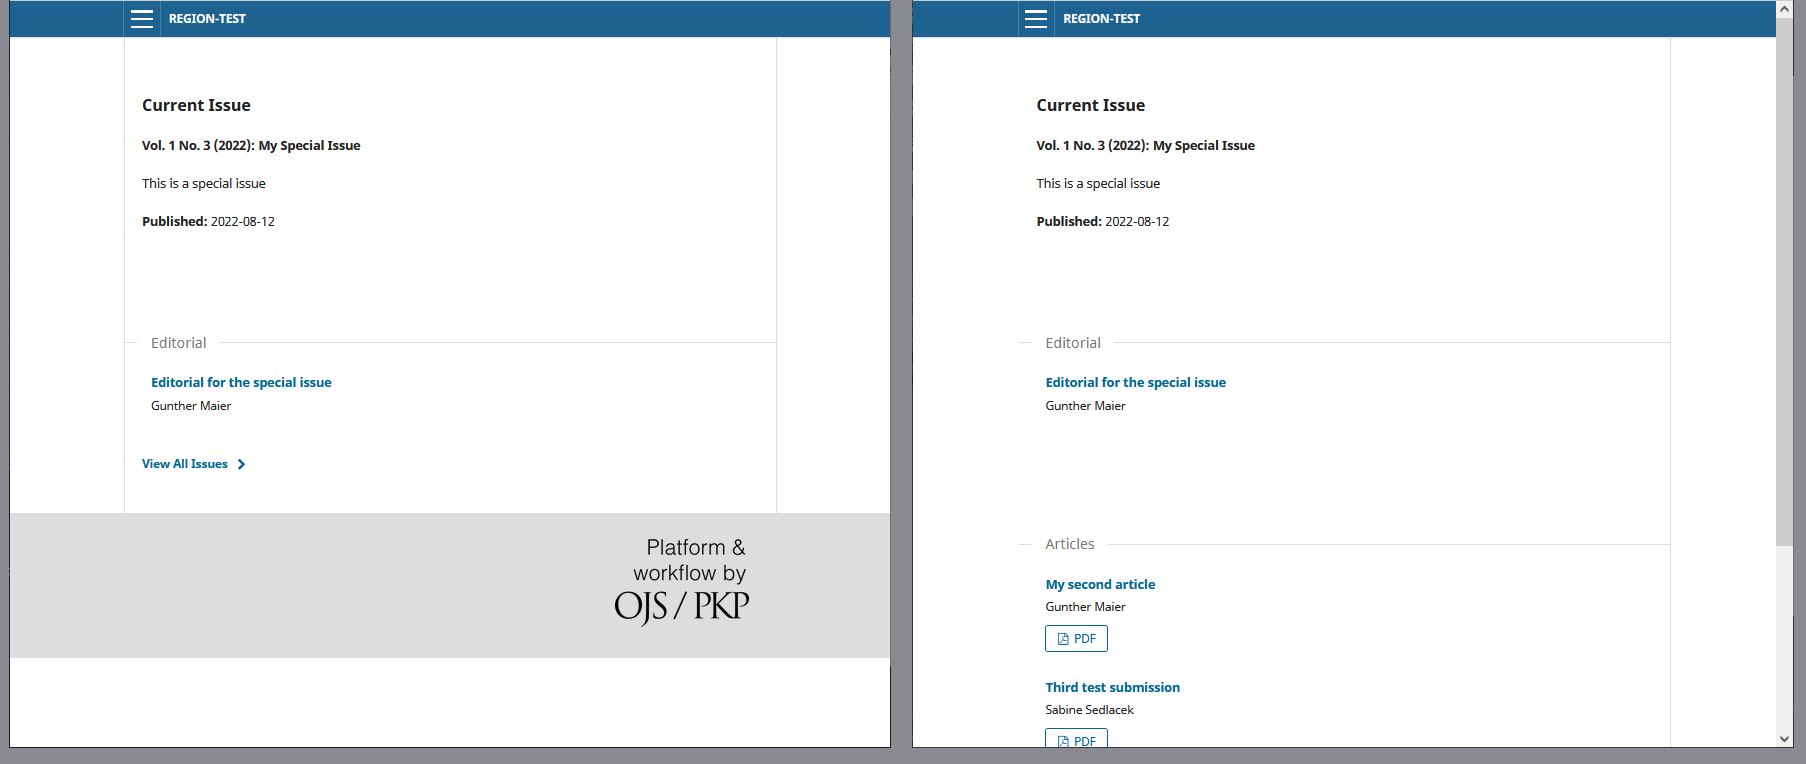 REGION-TEST
Current Issue
Vol. 1 No. 3 (2022): My Special Issue
This is a special issue
Published: 2022-08-12
Editorial
Editorial for the special issue
Gunther Maier
View All Issues
Platform &
workflow by
OJS / PKP
REGION-TEST
Current Issue
Vol. 1 No. 3 (2022): My Special Issue
This is a special issue
Published: 2022-08-12
Editorial
Editorial for the special issue
Gunther Maier
Articles
My second article
Gunther Maier
PDF
Third test submission
Sabine Sedlacek
PDF